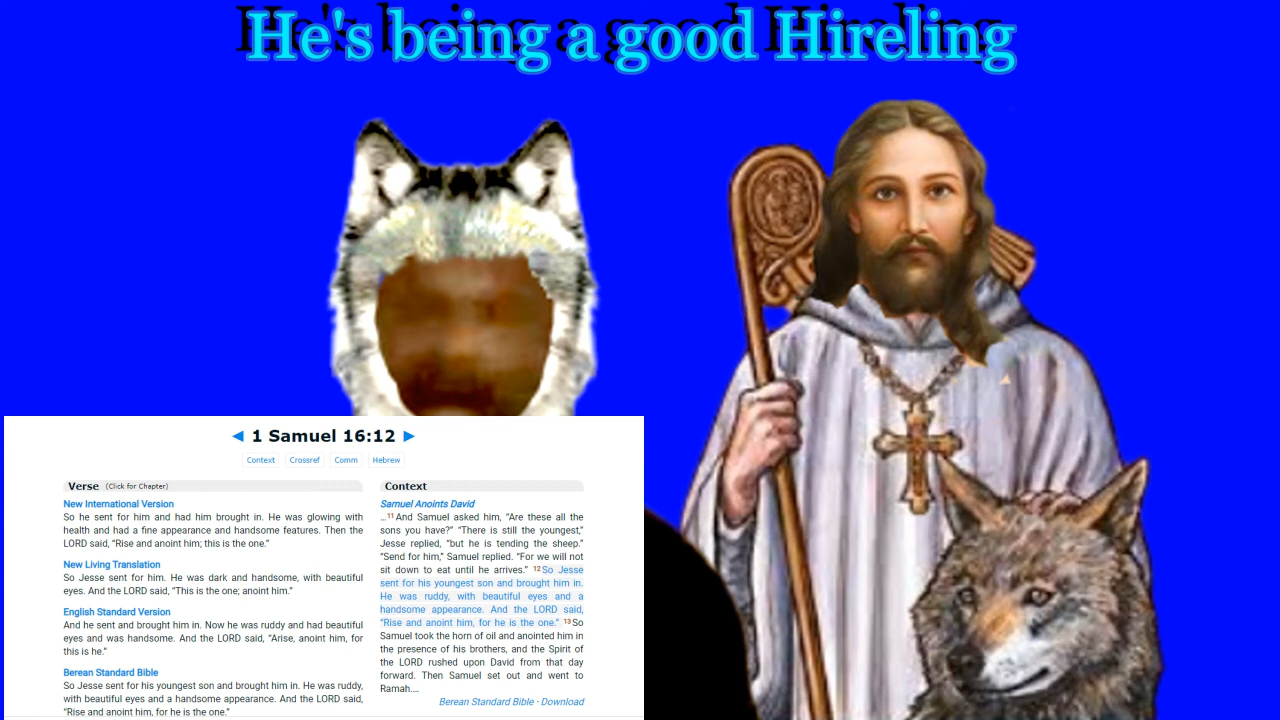 He's being a good Hireling
◄ 1 Samuel 16:12 ►
Context Crossref Comm Hebrew
Verse (Click for Chapter)
New International Version
So he sent for him and had him brought in. He was glowing with
health and had a fine appearance and handsome features. Then the
LORD said, “Rise and anoint him; this is the one.”
New Living Translation
So Jesse sent for him. He was dark and handsome, with beautiful
eyes. And the LORD said, “This is the one; anoint him.”
English Standard Version
And he sent and brought him in. Now he was ruddy and had beautiful
eyes and was handsome. And the LORD said, “Arise, anoint him, for
this is he.”
Berean Standard Bible
So Jesse sent for his youngest son and brought him in. He was ruddy,
with beautiful eyes and a handsome appearance. And the LORD said,
“Rise and anoint him, for he is the one.”
Context
Samuel Anoints David
…11And Samuel asked him, “Are these all the
sons you have?” “There is still the youngest,”
Jesse replied, “but he is tending the sheep.”
“Send for him,” Samuel replied. “For we will not
sit down to eat until he arrives.” 12So Jesse
sent for his youngest son and brought him in.
He was ruddy, with beautiful eyes and a
handsome appearance. And the LORD said,
“Rise and anoint him, for he is the one.” 13So
Samuel took the horn of oil and anointed him in
the presence of his brothers, and the Spirit of
the LORD rushed upon David from that day
forward. Then Samuel set out and went to
Ramah.…
Berean Standard Bible · Download